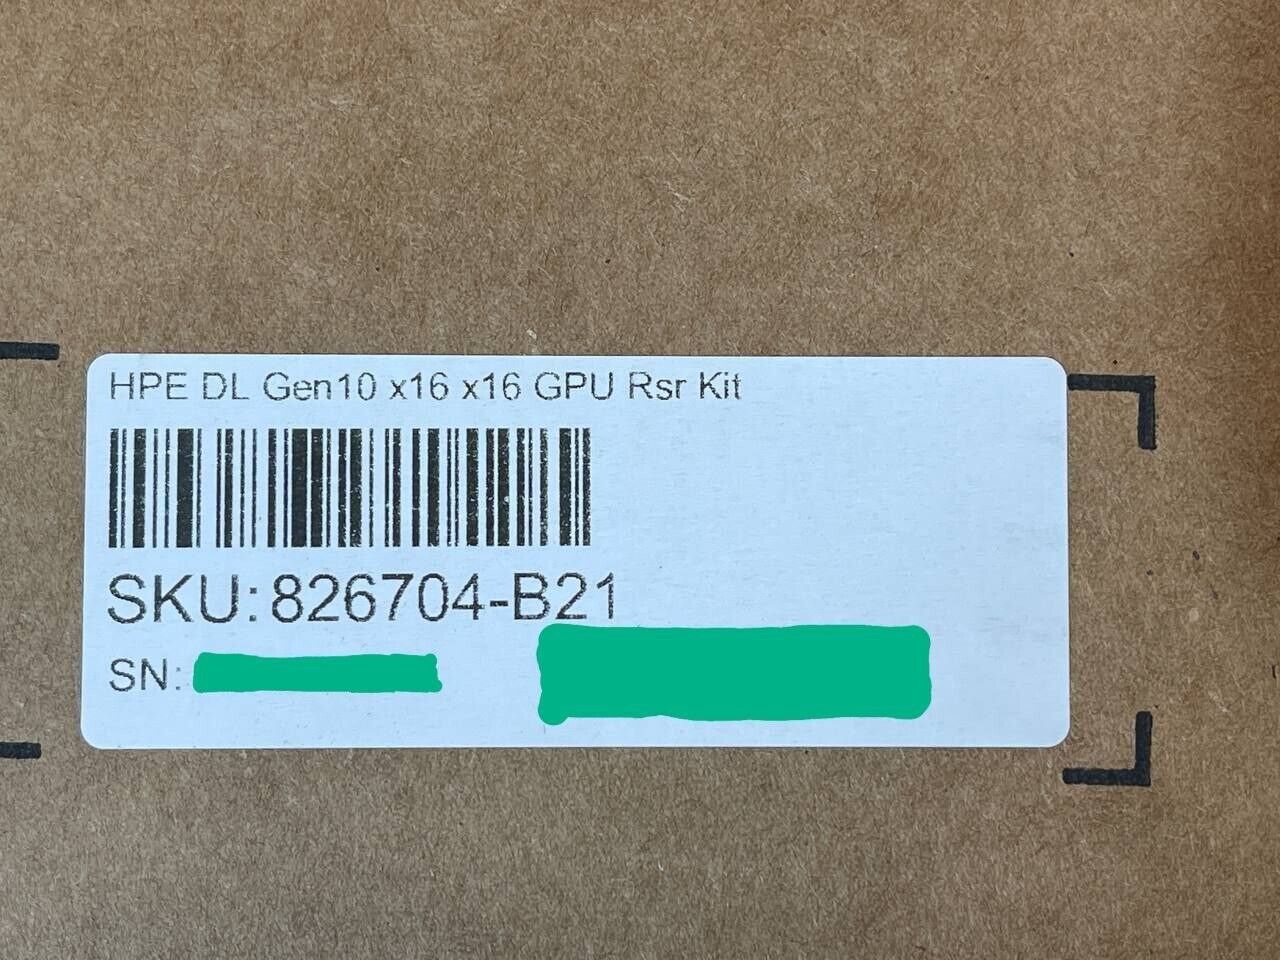 HPE DL Gen10 x16 x16 GPU Rsr Kit
SKU:826704-B21
SN: